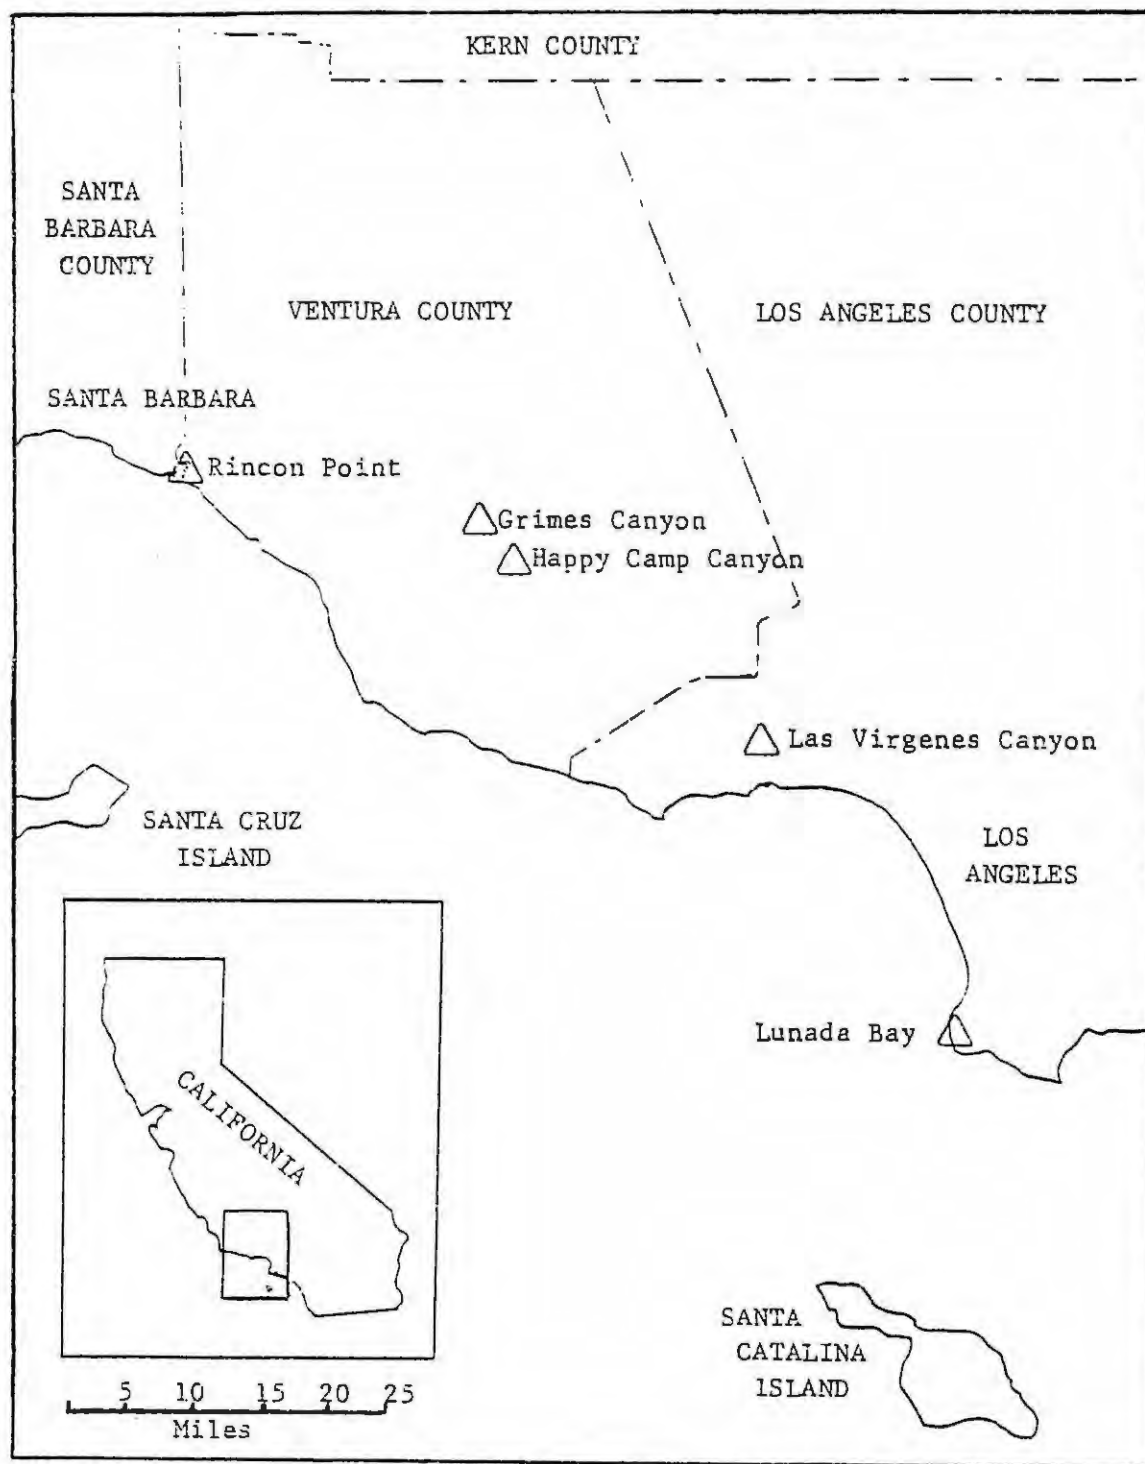 KERN COUNTY
SANTA
BARBARA
COUNTY
VENTURA COUNTY
LOS ANGELES COUNTY
SANTA BARBARA
Rincon Point
Grimes Canyon
Happy Camp Canyon
Las Virgenes Canyon
SANTA CRUZ
ISLAND
LOS
ANGELES
Lunada Bay
CALIFORNIA
SANTA
CATALINA
ISLAND
5 10 15 20 25
Miles